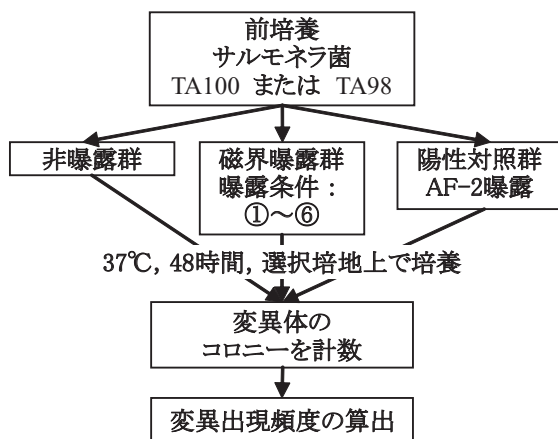 前培養
サルモネラ菌
TA100 または TA98
非曝露群
磁界曝露群
曝露条件：
①～⑥
陽性対照群
AF-2曝露
37℃, 48時間, 選択培地上で培養
変異体の
コロニーを計数
変異出現頻度の算出